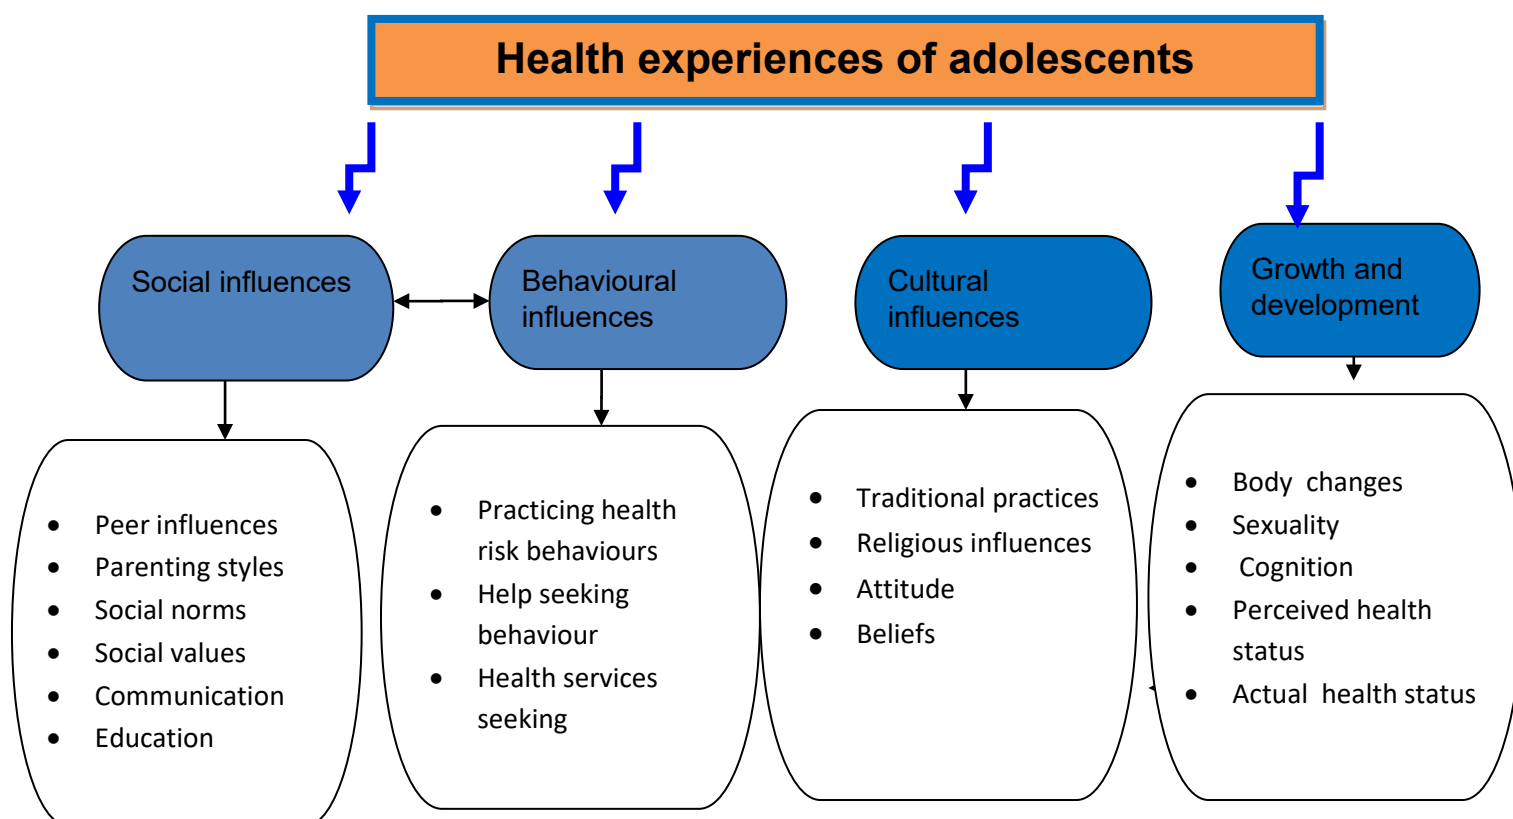 Health experiences of adolescents
Social influences
Behavioural
influences
Cultural
influences
Growth and
development
• Peer influences
• Parenting styles
• Social norms
• Social values
• Communication
• Education
• Practicing health
risk behaviours
• Help seeking
behaviour
• Health services
seeking
• Traditional practices
• Religious influences
• Attitude
• Beliefs
• Body changes
• Sexuality
• Cognition
• Perceived health
status
• Actual health status